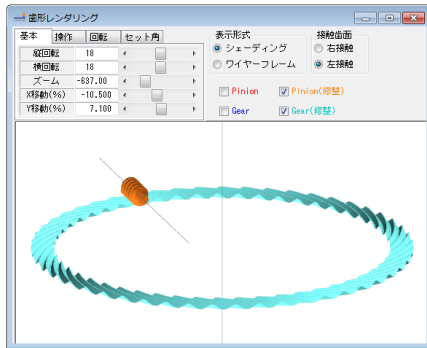 歯形レンダリング
基本 操作 回転 セット角
縦回転 18
横回転 18
ズーム -637.00
X移動(%) -10.500
Y移動(%) 7.100
表示形式
シェーディング
ワイヤーフレーム
接触歯面
右接触
左接触
Pinion Pinion(修整)
Gear Gear(修整)